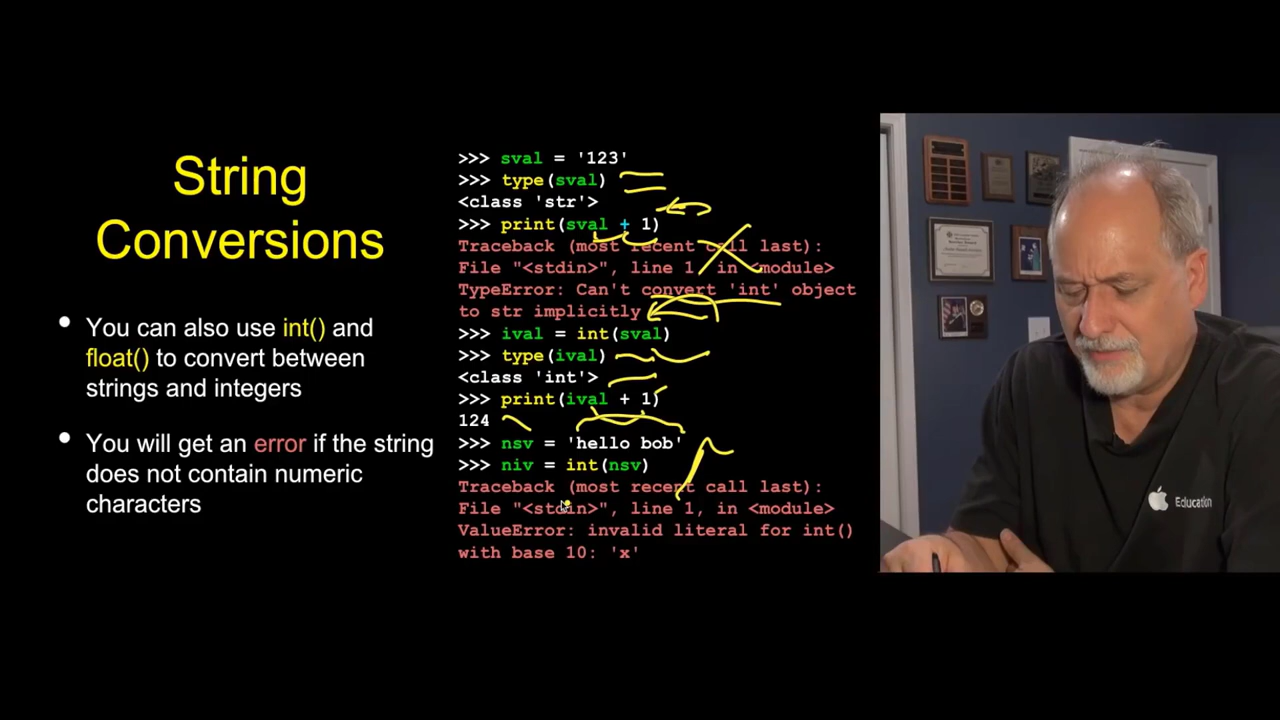 String
Conversions
• You can also use int() and
float() to convert between
strings and integers
• You will get an error if the string
does not contain numeric
characters
>>> sval = '123'
>>> type(sval)
<class 'str'>
>>> print(sval + 1)
Traceback (most recent call last):
File "<stdin>", line 1, in <module>
TypeError: Can't convert 'int' object
to str implicitly
>>> ival = int(sval)
>>> type(ival)
<class 'int'>
>>> print(ival + 1)
124
>>> nsv = 'hello bob'
>>> niv = int(nsv)
Traceback (most recent call last):
File "<stdin>", line 1, in <module>
ValueError: invalid literal for int()
with base 10: 'x'
Education